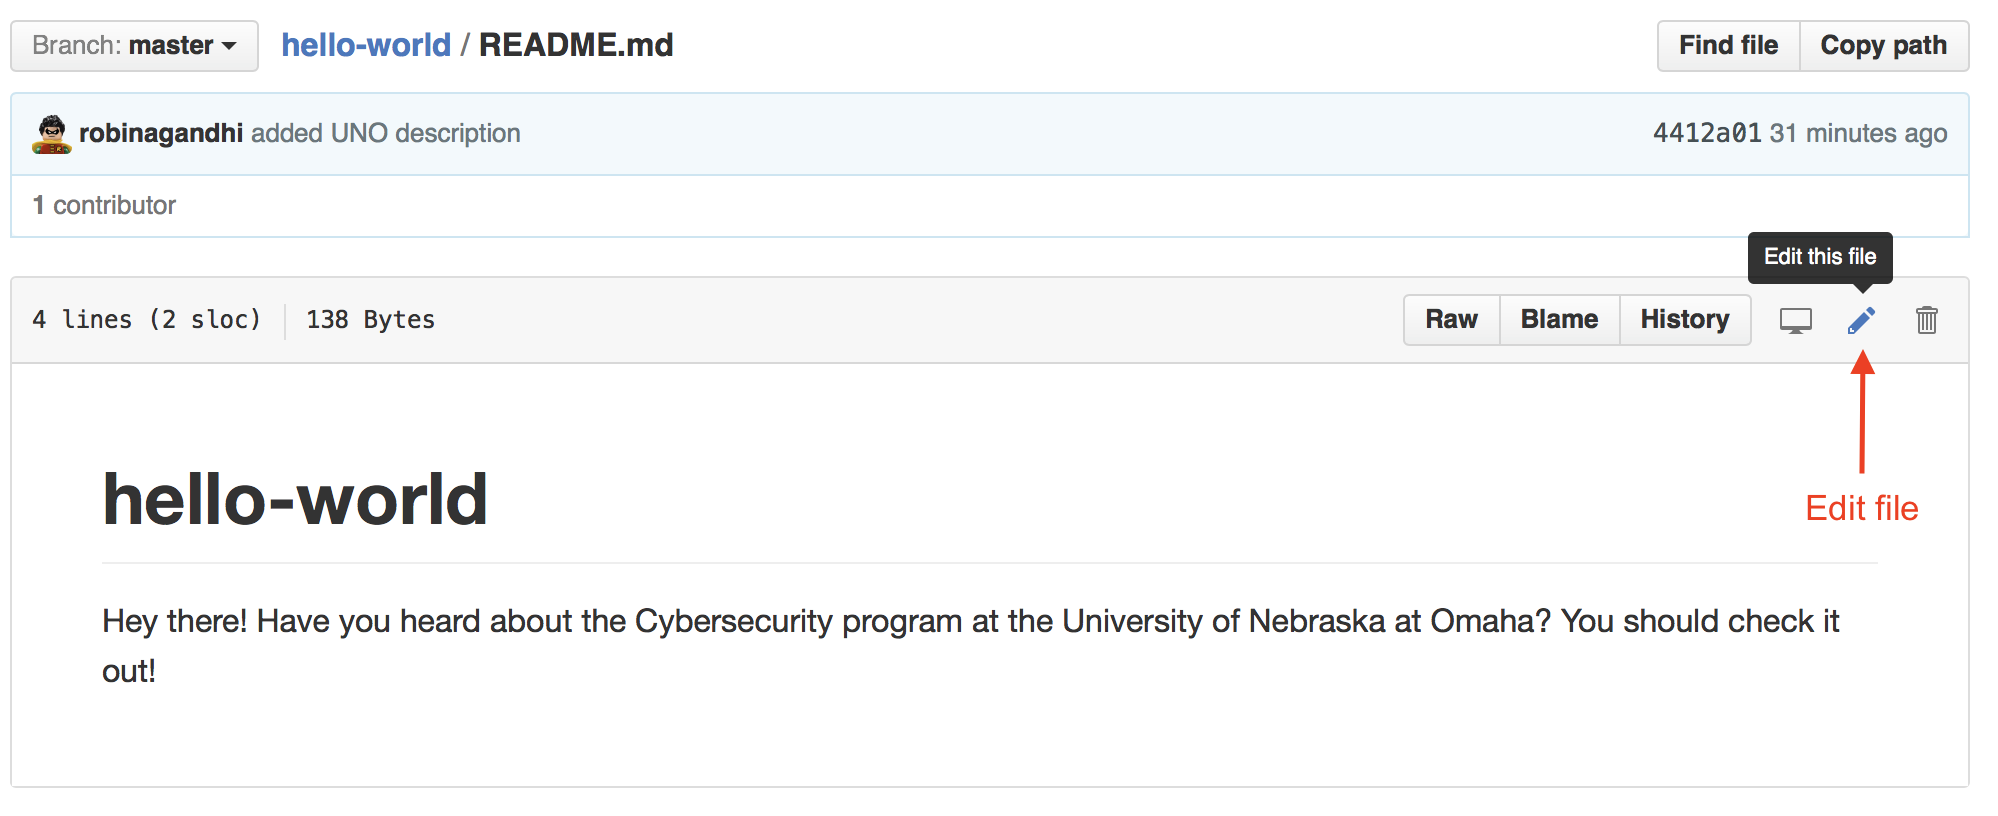 Branch: master hello-world / README.md Find file Copy path
robinagandhi added UNO description 4412a01 31 minutes ago
1 contributor
Edit this file
4 lines (2 sloc) 138 Bytes Raw Blame History
hello-world
Edit file
Hey there! Have you heard about the Cybersecurity program at the University of Nebraska at Omaha? You should check it
out!